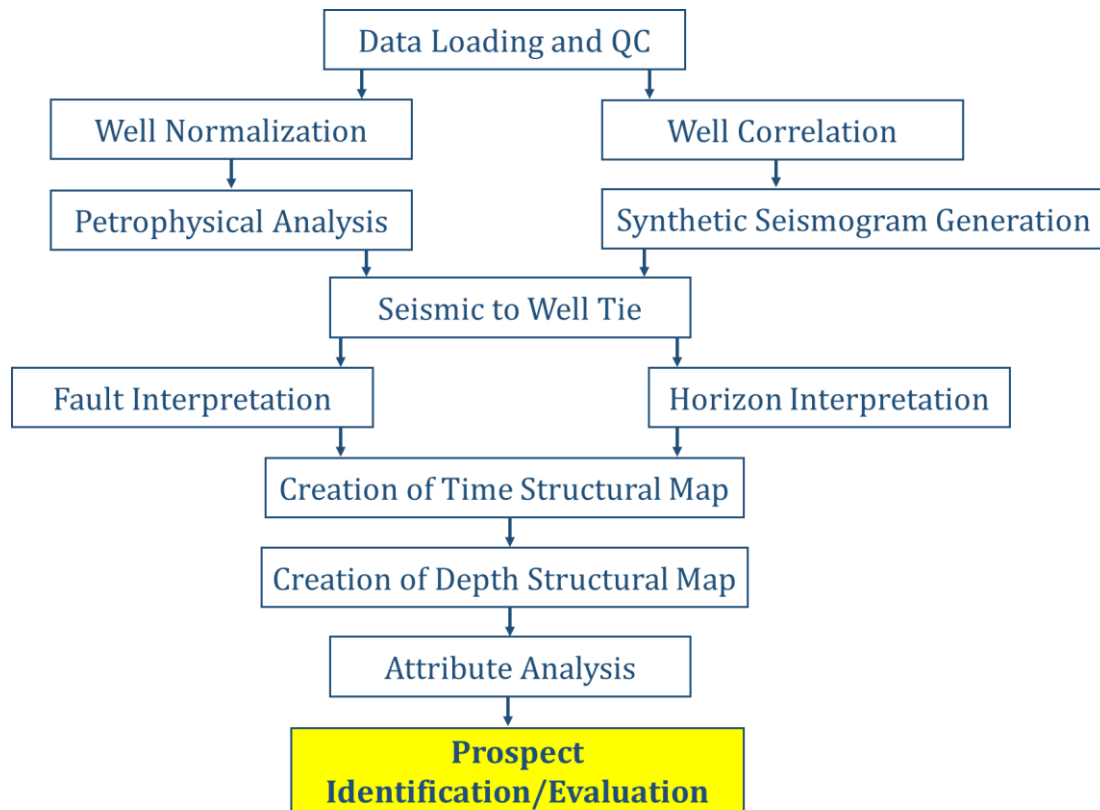 Data Loading and QC
Well Normalization
Well Correlation
Petrophysical Analysis
Synthetic Seismogram Generation
Seismic to Well Tie
Fault Interpretation
Horizon Interpretation
Creation of Time Structural Map
Creation of Depth Structural Map
Attribute Analysis
Prospect
Identification/Evaluation